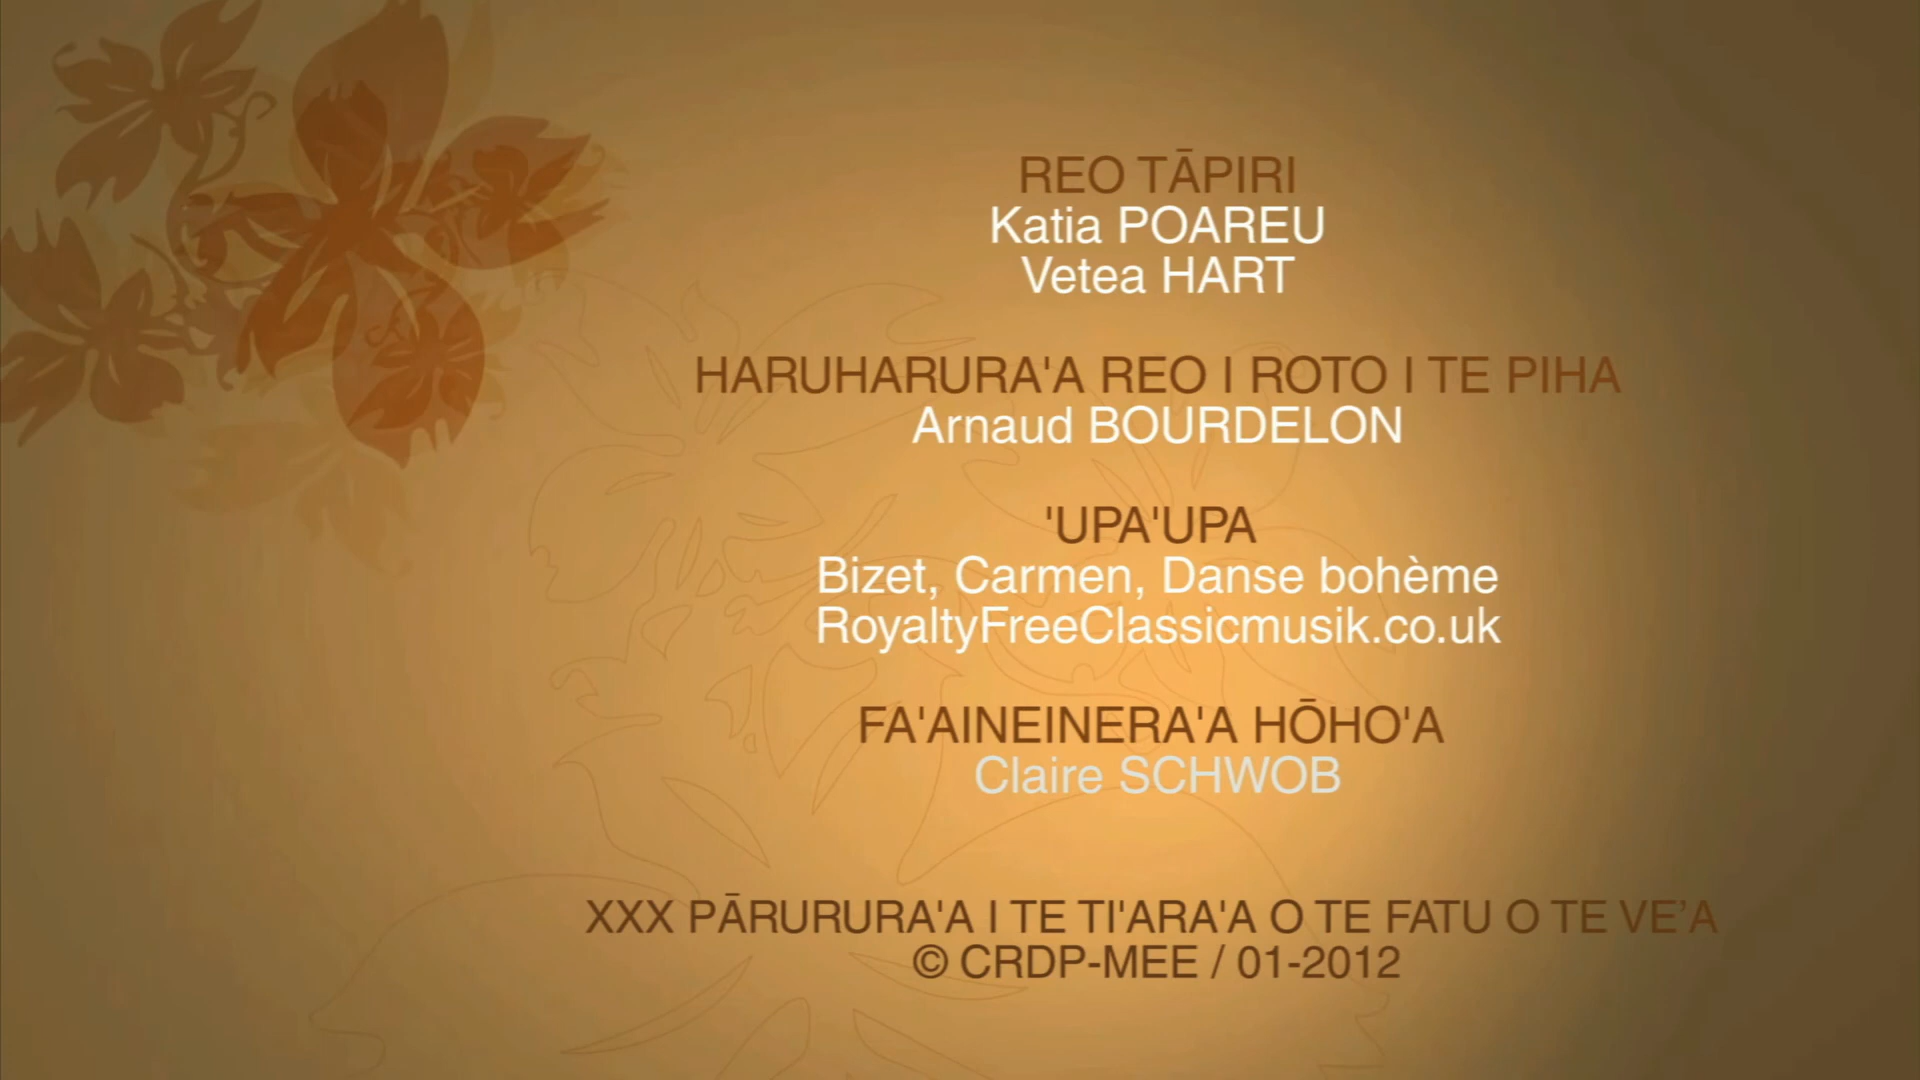 REO TĀPIRI
Katia POAREU
Vetea HART
HARUHARURA'A REO I ROTO I TE PIHA
Arnaud BOURDELON
'UPA'UPA
Bizet, Carmen, Danse bohème
RoyaltyFreeClassicmusik.co.uk
FA'AINEINERA'A HŌHO'A
Claire SCHWOB
XXX PĀRURURA'A I TE TI'ARA'A O TE FATU O TE VE’A
© CRDP-MEE / 01-2012